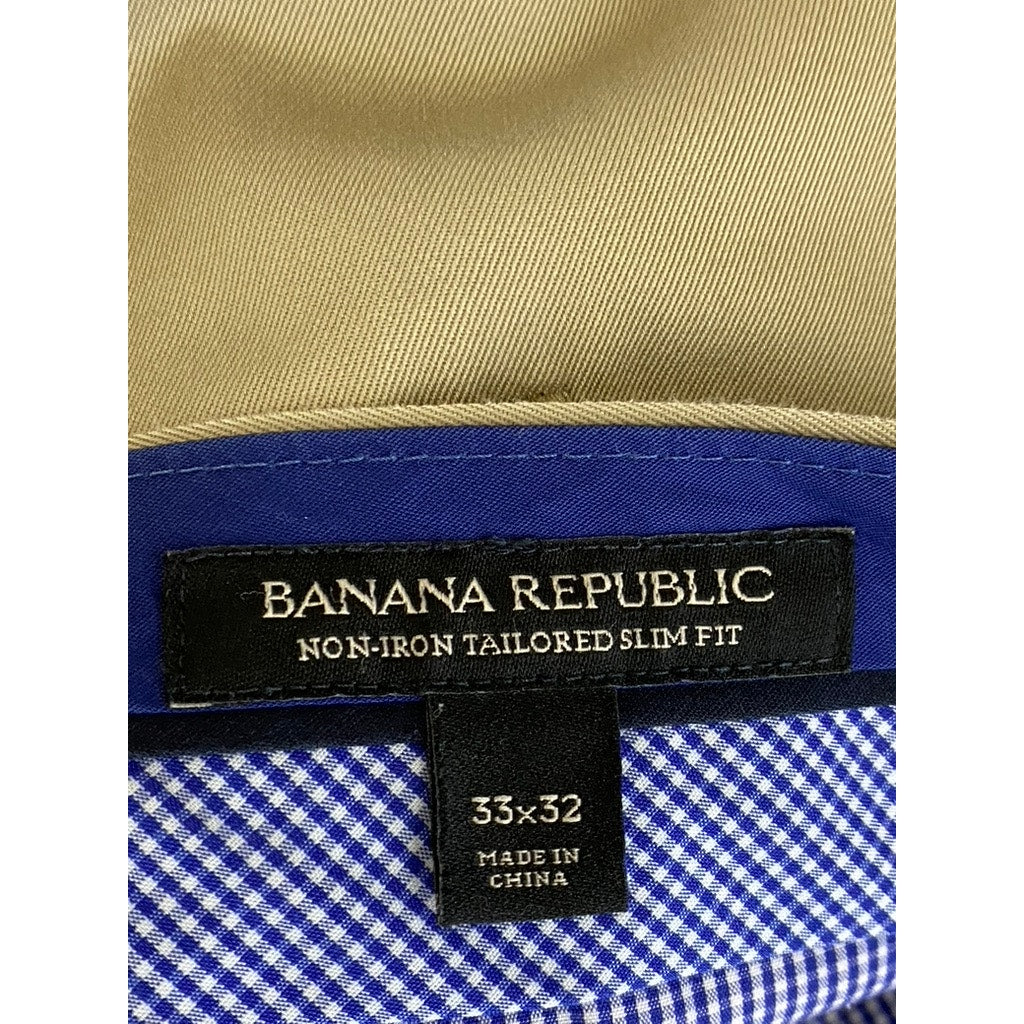 BANANA REPUBLIC
NON-IRON TAILORED SLIM FIT
33x32
MADE IN
CHINA